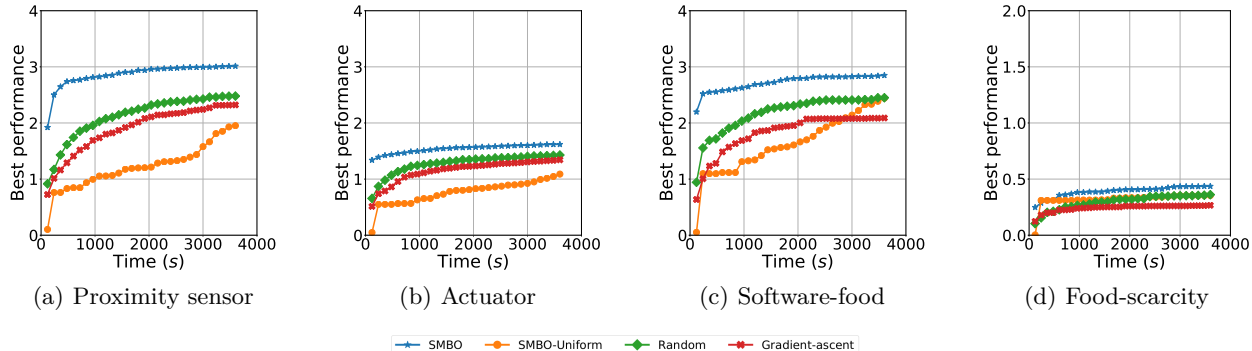 4
3
2
1
0
Best performance
0 1000 2000 3000 4000
Time (s)
(a) Proximity sensor
4
3
2
1
0
Best performance
0 1000 2000 3000 4000
Time (s)
(b) Actuator
4
3
2
1
0
Best performance
0 1000 2000 3000 4000
Time (s)
(c) Software-food
2.0
1.5
1.0
0.5
0.0
Best performance
0 1000 2000 3000 4000
Time (s)
(d) Food-scarcity
SMBO SMBO-Uniform Random Gradient-ascent